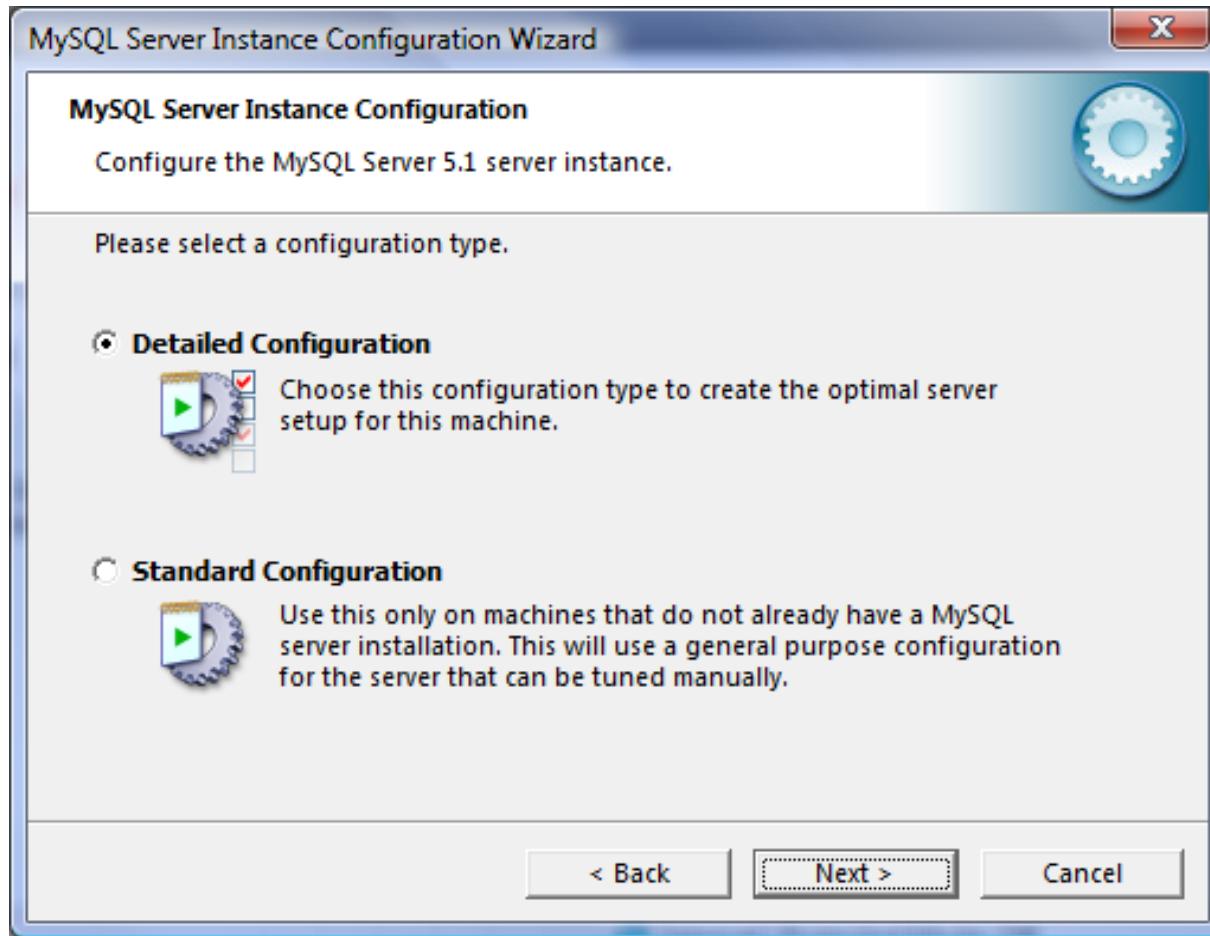 MySQL Server Instance Configuration Wizard
MySQL Server Instance Configuration
Configure the MySQL Server 5.1 server instance.
Please select a configuration type.
Detailed Configuration
Choose this configuration type to create the optimal server
setup for this machine.
Standard Configuration
Use this only on machines that do not already have a MySQL
server installation. This will use a general purpose configuration
for the server that can be tuned manually.
< Back
Next >
Cancel